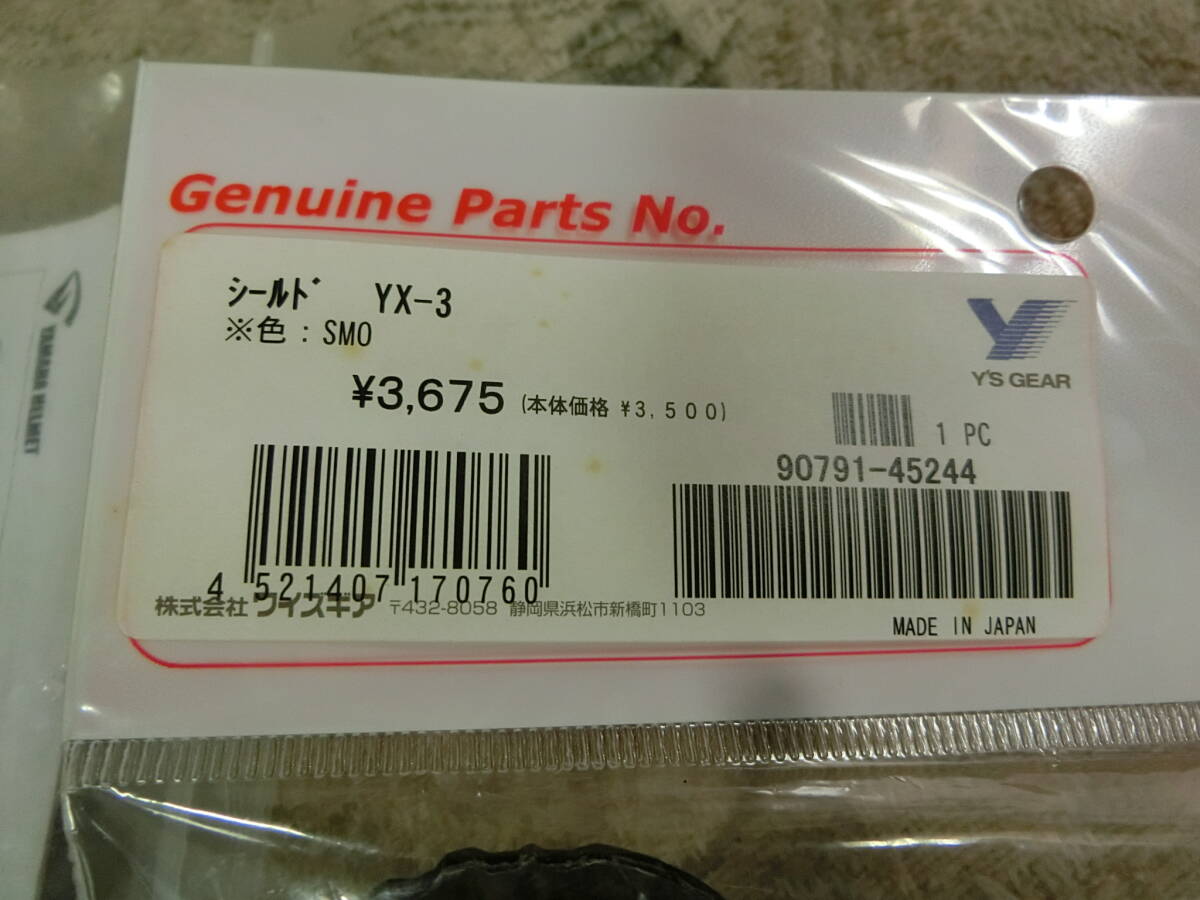 Genuine Parts No.
ｼｰﾙﾄﾞ YX-3
※色 : SMO
Y'S GEAR
¥3,675 (本体価格 ¥3,500)
1 PC
90791-45244
4 521407 170760
株式会社 ワイズギア 〒432-8058 静岡県浜松市新橋町1103
MADE IN JAPAN
YAMAHA HELMET